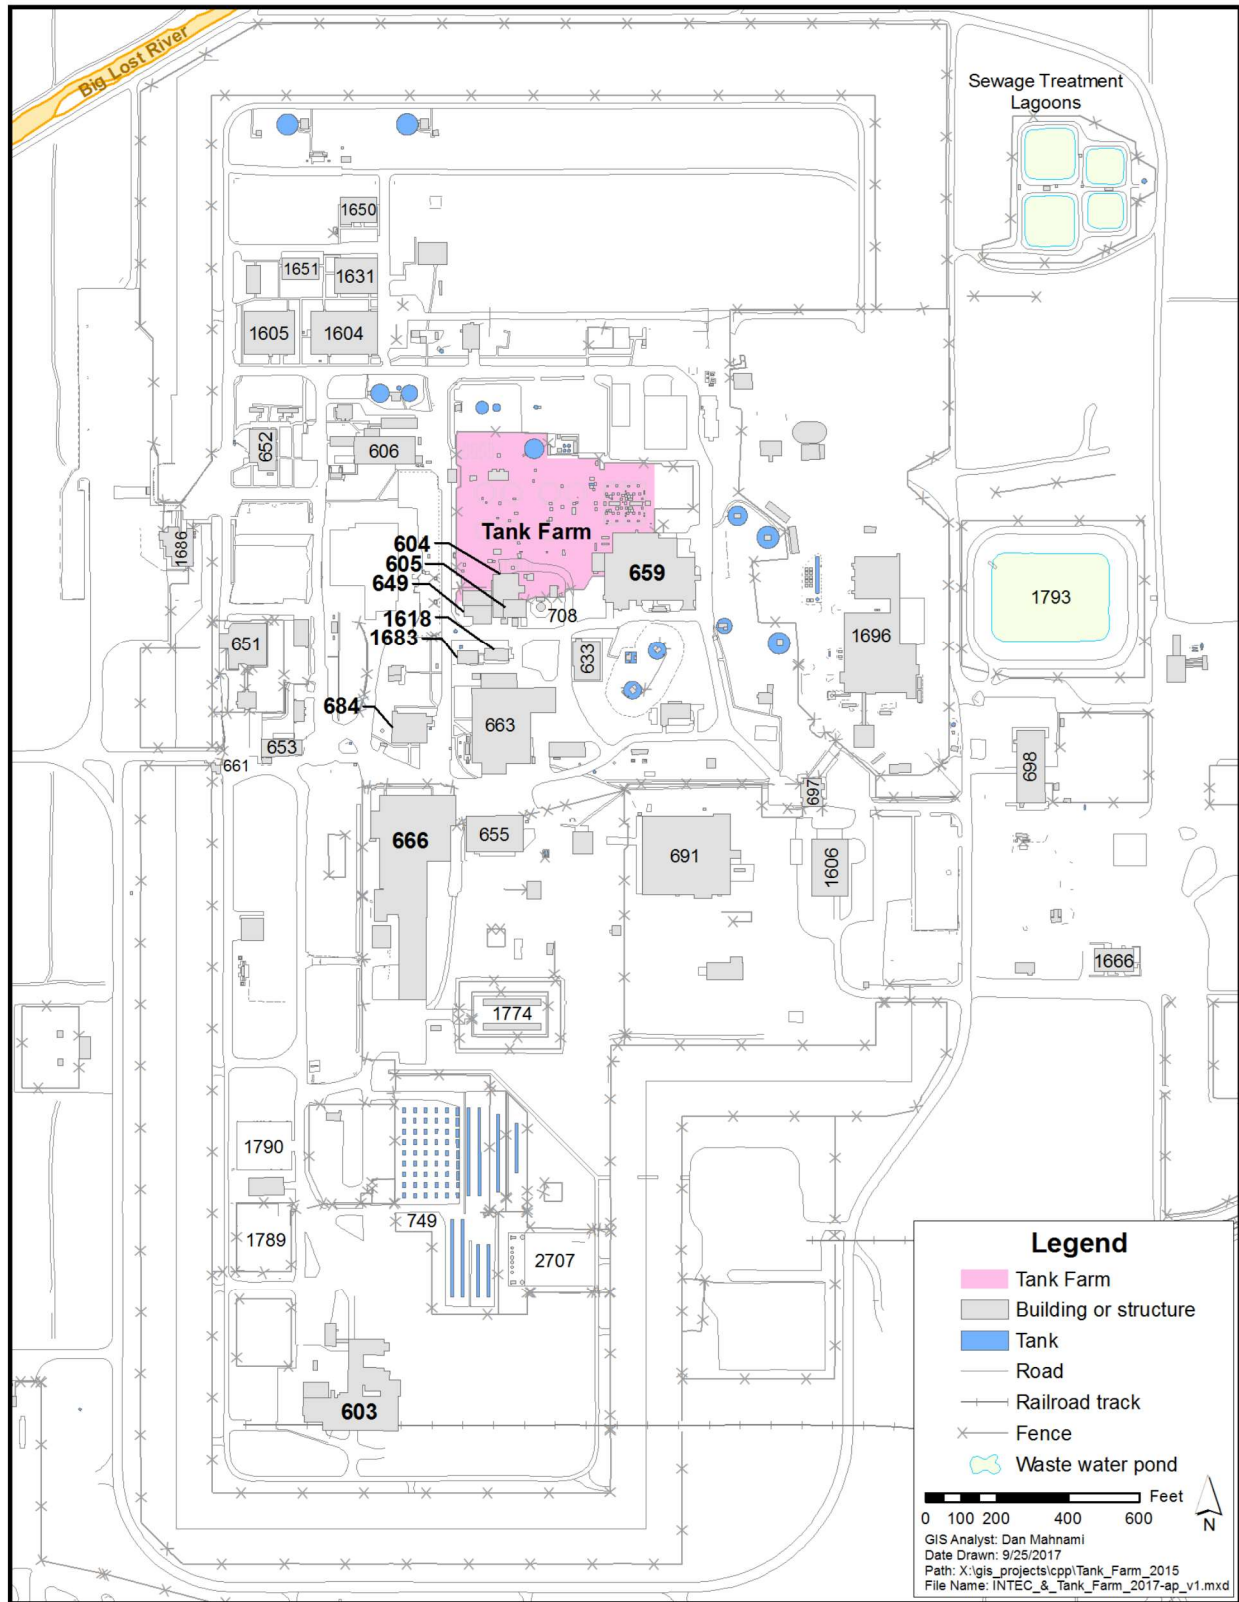 Big Lost River
Sewage Treatment
Lagoons
1650
1651
1631
1605
1604
652
606
Tank Farm
1686
604
605
659
649
708
1793
1618
1683
651
633
1696
684
663
653
661
698
697
666
655
691
1606
1666
1774
1790
749
1789
2707
603
Legend
Tank Farm
Building or structure
Tank
Road
Railroad track
Fence
Waste water pond
Feet
0 100 200 400 600
N
GIS Analyst: Dan Mahnami
Date Drawn: 9/25/2017
Path: X:\gis_projects\cpp\Tank_Farm_2015
File Name: INTEC_&_Tank_Farm_2017-ap_v1.mxd